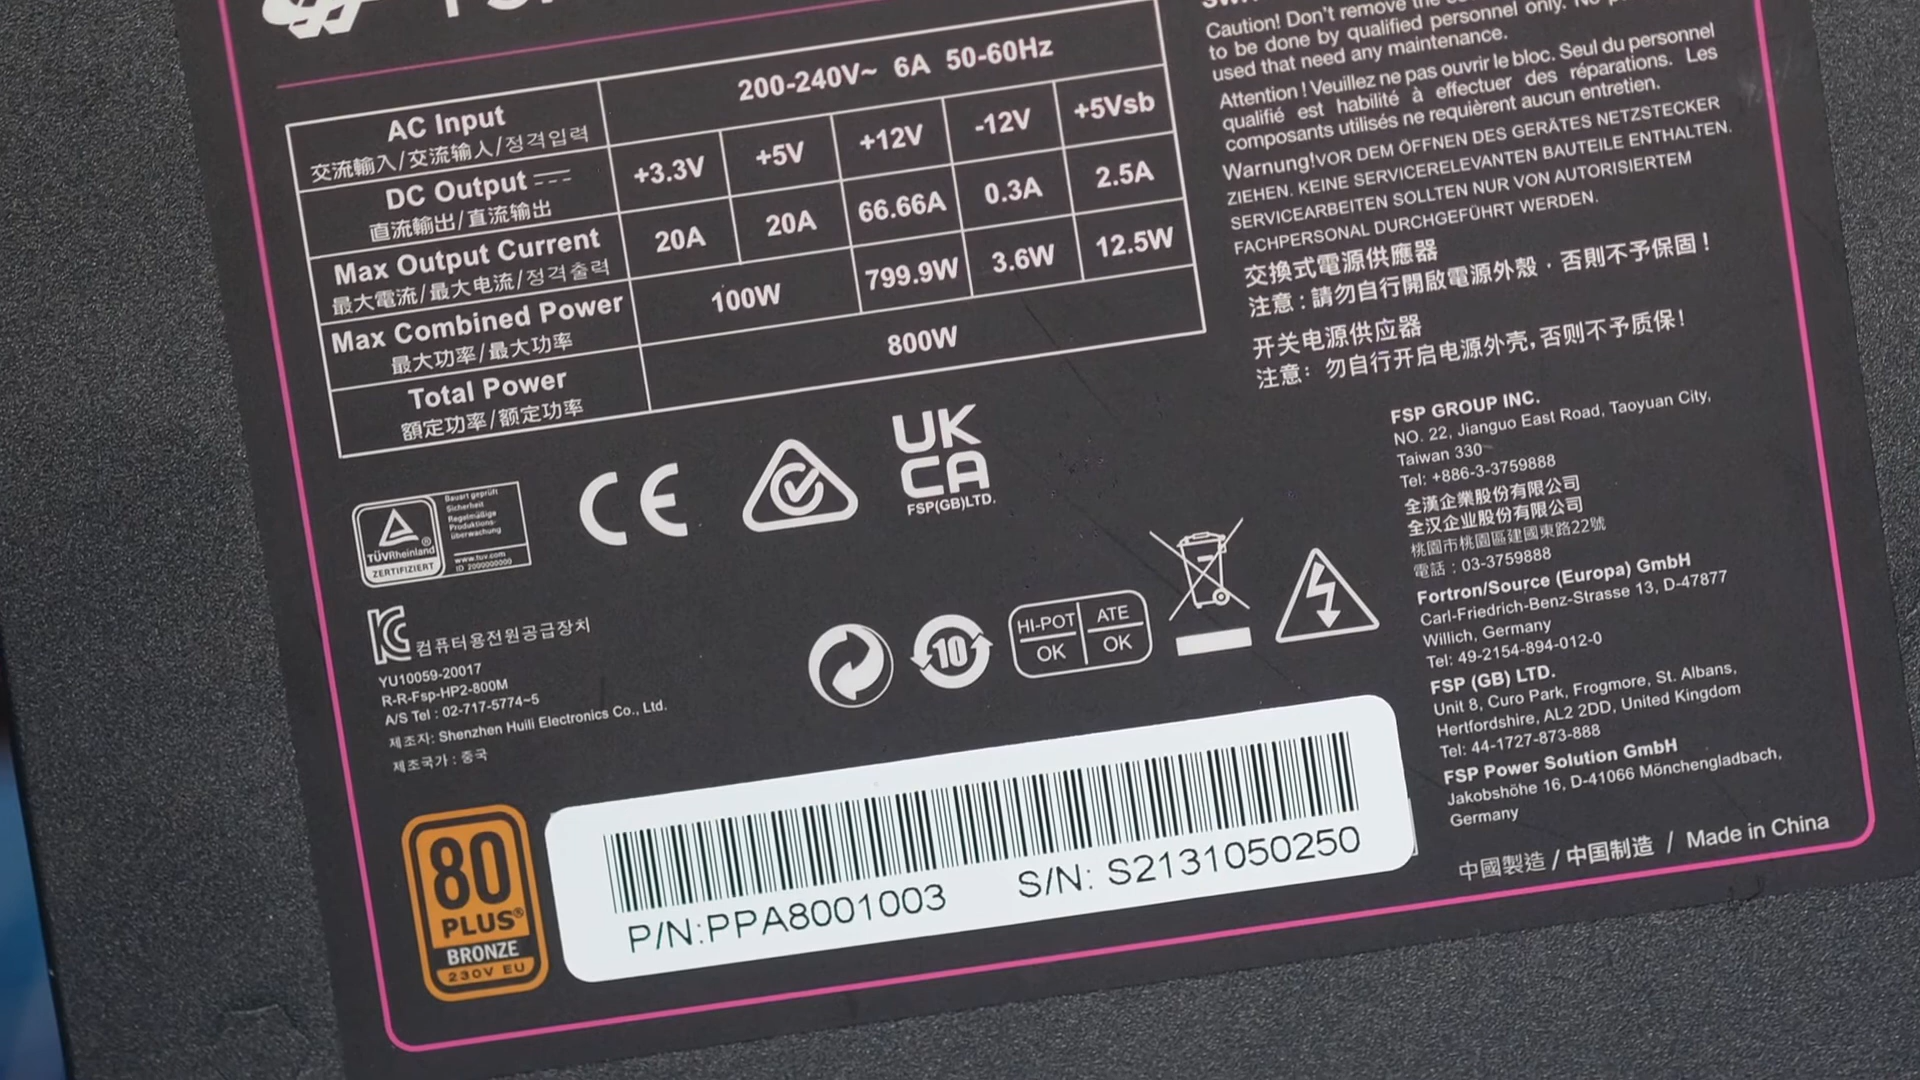 AC Input
交流輸入/交流输入/정격입력
200-240V~ 6A 50-60Hz
DC Output
直流輸出/直流输出
+3.3V +5V +12V -12V +5Vsb
Max Output Current
最大電流/最大电流/정격출력
20A 20A 66.66A 0.3A 2.5A
Max Combined Power
最大功率/最大功率
100W 799.9W 3.6W 12.5W
Total Power
額定功率/额定功率
800W
Caution! Don't remove the
to be done by qualified personnel only. No
used that need any maintenance.
Attention ! Veuillez ne pas ouvrir le bloc. Seul du personnel
qualifié est habilité à effectuer des réparations. Les
composants utilisés ne requièrent aucun entretien.
Warnung!VOR DEM ÖFFNEN DES GERÄTES NETZSTECKER
ZIEHEN. KEINE SERVICERELEVANTEN BAUTEILE ENTHALTEN.
SERVICEARBEITEN SOLLTEN NUR VON AUTORISIERTEM
FACHPERSONAL DURCHGEFÜHRT WERDEN.
交換式電源供應器
注意:請勿自行開啟電源外殼,否則不予保固!
开关电源供应器
注意: 勿自行开启电源外壳,否则不予质保!
FSP GROUP INC.
NO. 22, Jianguo East Road, Taoyuan City,
Taiwan 330
Tel: +886-3-3759888
全漢企業股份有限公司
全汉企业股份有限公司
桃園市桃園區建國東路22號
電話 : 03-3759888
Fortron/Source (Europa) GmbH
Carl-Friedrich-Benz-Strasse 13, D-47877
Willich, Germany
Tel: 49-2154-894-012-0
FSP (GB) LTD.
Unit 8, Curo Park, Frogmore, St. Albans,
Hertfordshire, AL2 2DD, United Kingdom
Tel: 44-1727-873-888
FSP Power Solution GmbH
Jakobshöhe 16, D-41066 Mönchengladbach,
Germany
中國製造 / 中国制造 / Made in China
TÜVRheinland
ZERTIFIZIERT
Bauart geprüft
Sicherheit
Regelmäßige
Produktions-
überwachung
www.tuv.com
ID 2000000000
CE
UK
CA
FSP(GB)LTD.
컴퓨터용전원공급장치
YU10059-20017
R-R-Fsp-HP2-800M
A/S Tel : 02-717-5774~5
제조자: Shenzhen Huili Electronics Co., Ltd.
제조국가 : 중국
10
HI-POT ATE
OK OK
80
PLUS®
BRONZE
230V EU
P/N:PPA8001003 S/N: S2131050250